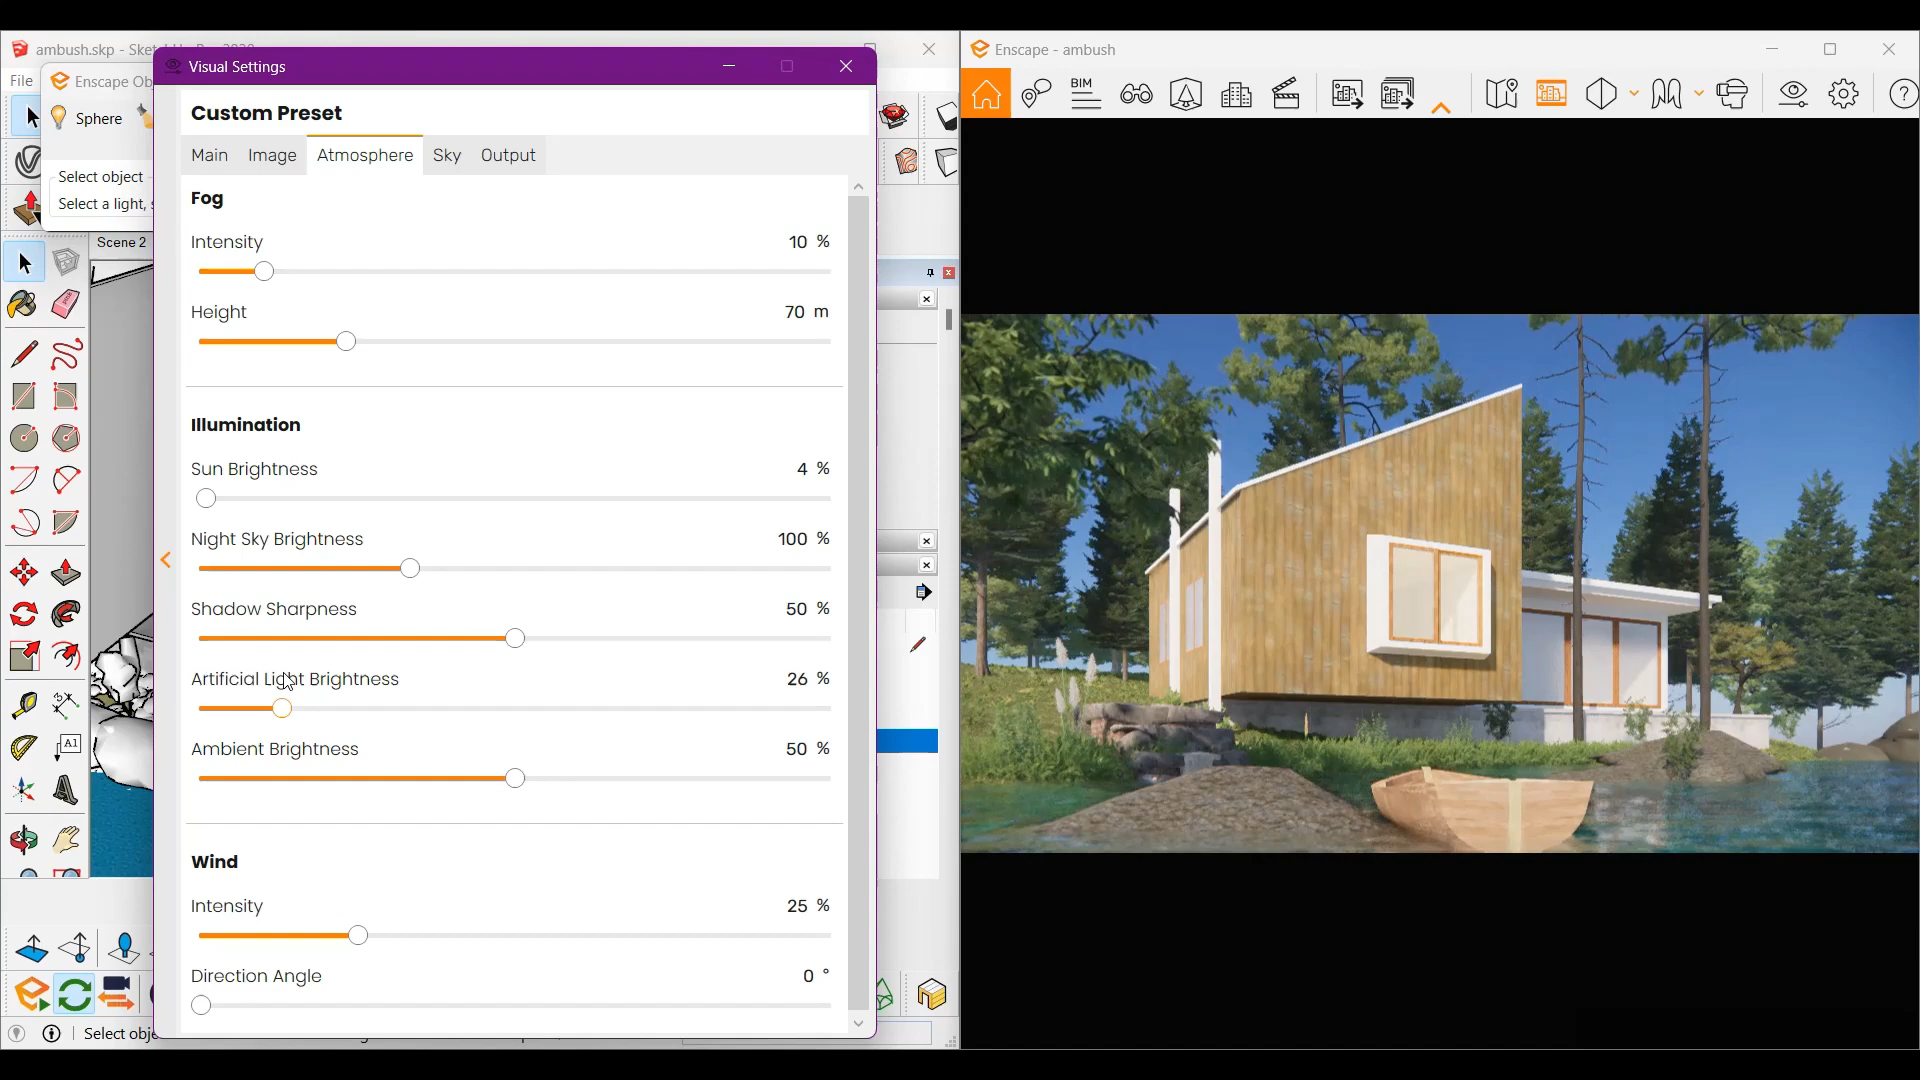 ambush.skp - Sket
Visual Settings
Enscape - ambush
File
Enscape Ob
Sphere
Select object
Select a light, s
Scene 2
BIM
?
Custom Preset
Main Image Atmosphere Sky Output
Fog
Intensity 10 %
Height 70 m
Illumination
Sun Brightness 4 %
Night Sky Brightness 100 %
Shadow Sharpness 50 %
Artificial Light Brightness 26 %
Ambient Brightness 50 %
Wind
Intensity 25 %
Direction Angle 0 °
A1
Select obje